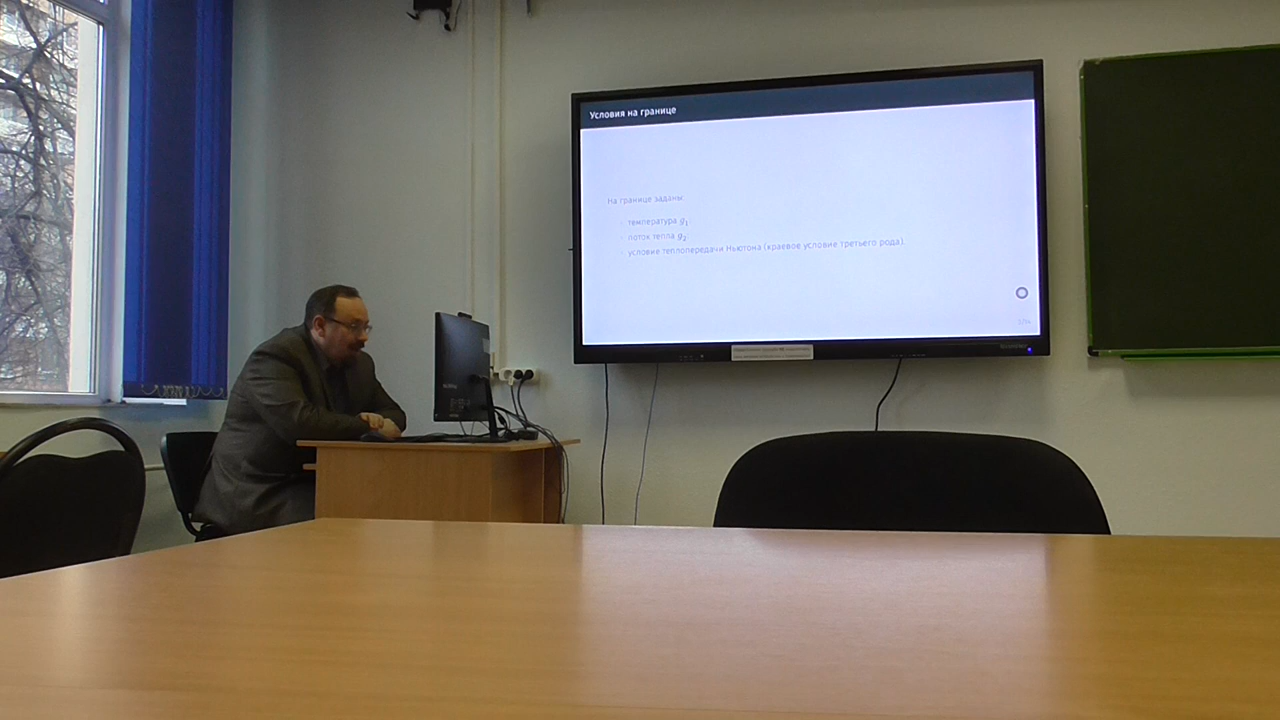 Условия на границе
На границе заданы
· температура g₁
· поток тепла g₂;
· условие теплопередачи Ньютона (краевое условие третьего рода).